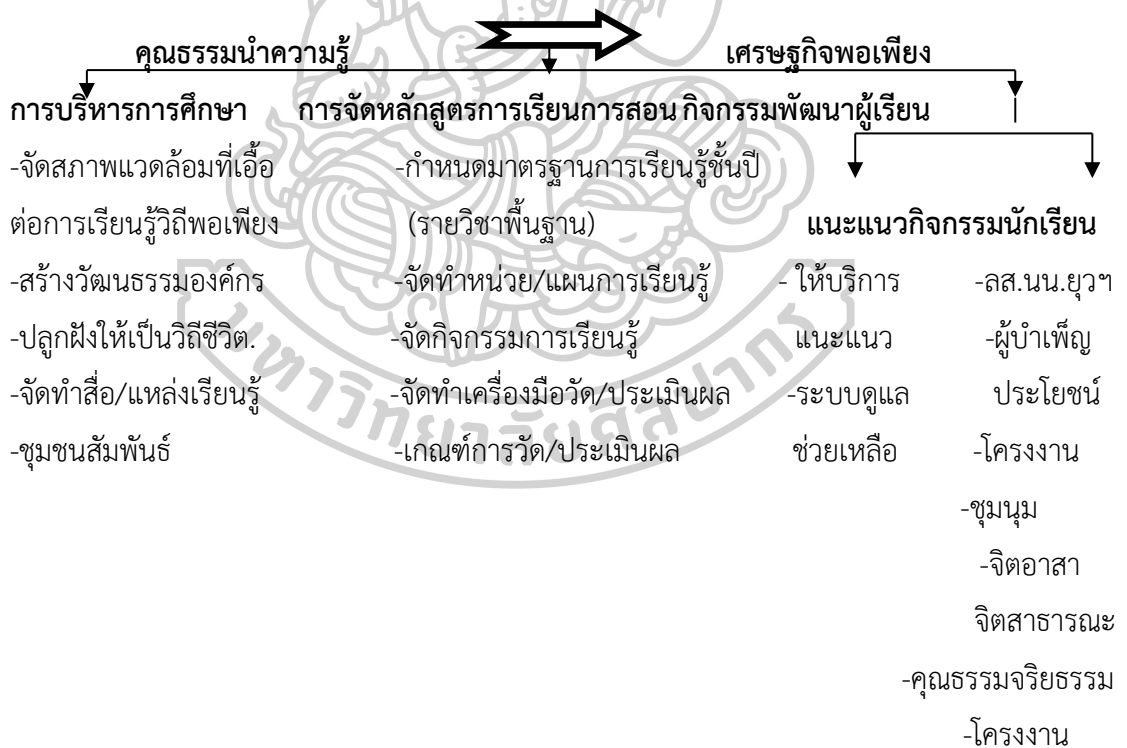 คุณธรรมนำความรู้ เศรษฐกิจพอเพียง
การบริหารการศึกษา การจัดหลักสูตรการเรียนการสอน กิจกรรมพัฒนาผู้เรียน
-จัดสภาพแวดล้อมที่เอื้อ -กำหนดมาตรฐานการเรียนรู้ชั้นปี
ต่อการเรียนรู้วิถีพอเพียง (รายวิชาพื้นฐาน) แนะแนวกิจกรรมนักเรียน
-สร้างวัฒนธรรมองค์กร -จัดทำหน่วย/แผนการเรียนรู้ - ให้บริการ -ลส.นน.ยุวฯ
-ปลูกฝังให้เป็นวิถีชีวิต. -จัดกิจกรรมการเรียนรู้ แนะแนว -ผู้บำเพ็ญ
-จัดทำสื่อ/แหล่งเรียนรู้ -จัดทำเครื่องมือวัด/ประเมินผล -ระบบดูแล ประโยชน์
-ชุมชนสัมพันธ์ -เกณฑ์การวัด/ประเมินผล ช่วยเหลือ -โครงงาน
-ชุมนุม
-จิตอาสา
จิตสาธารณะ
-คุณธรรมจริยธรรม
-โครงงาน
มหาวิทยาลัยศิลปากร